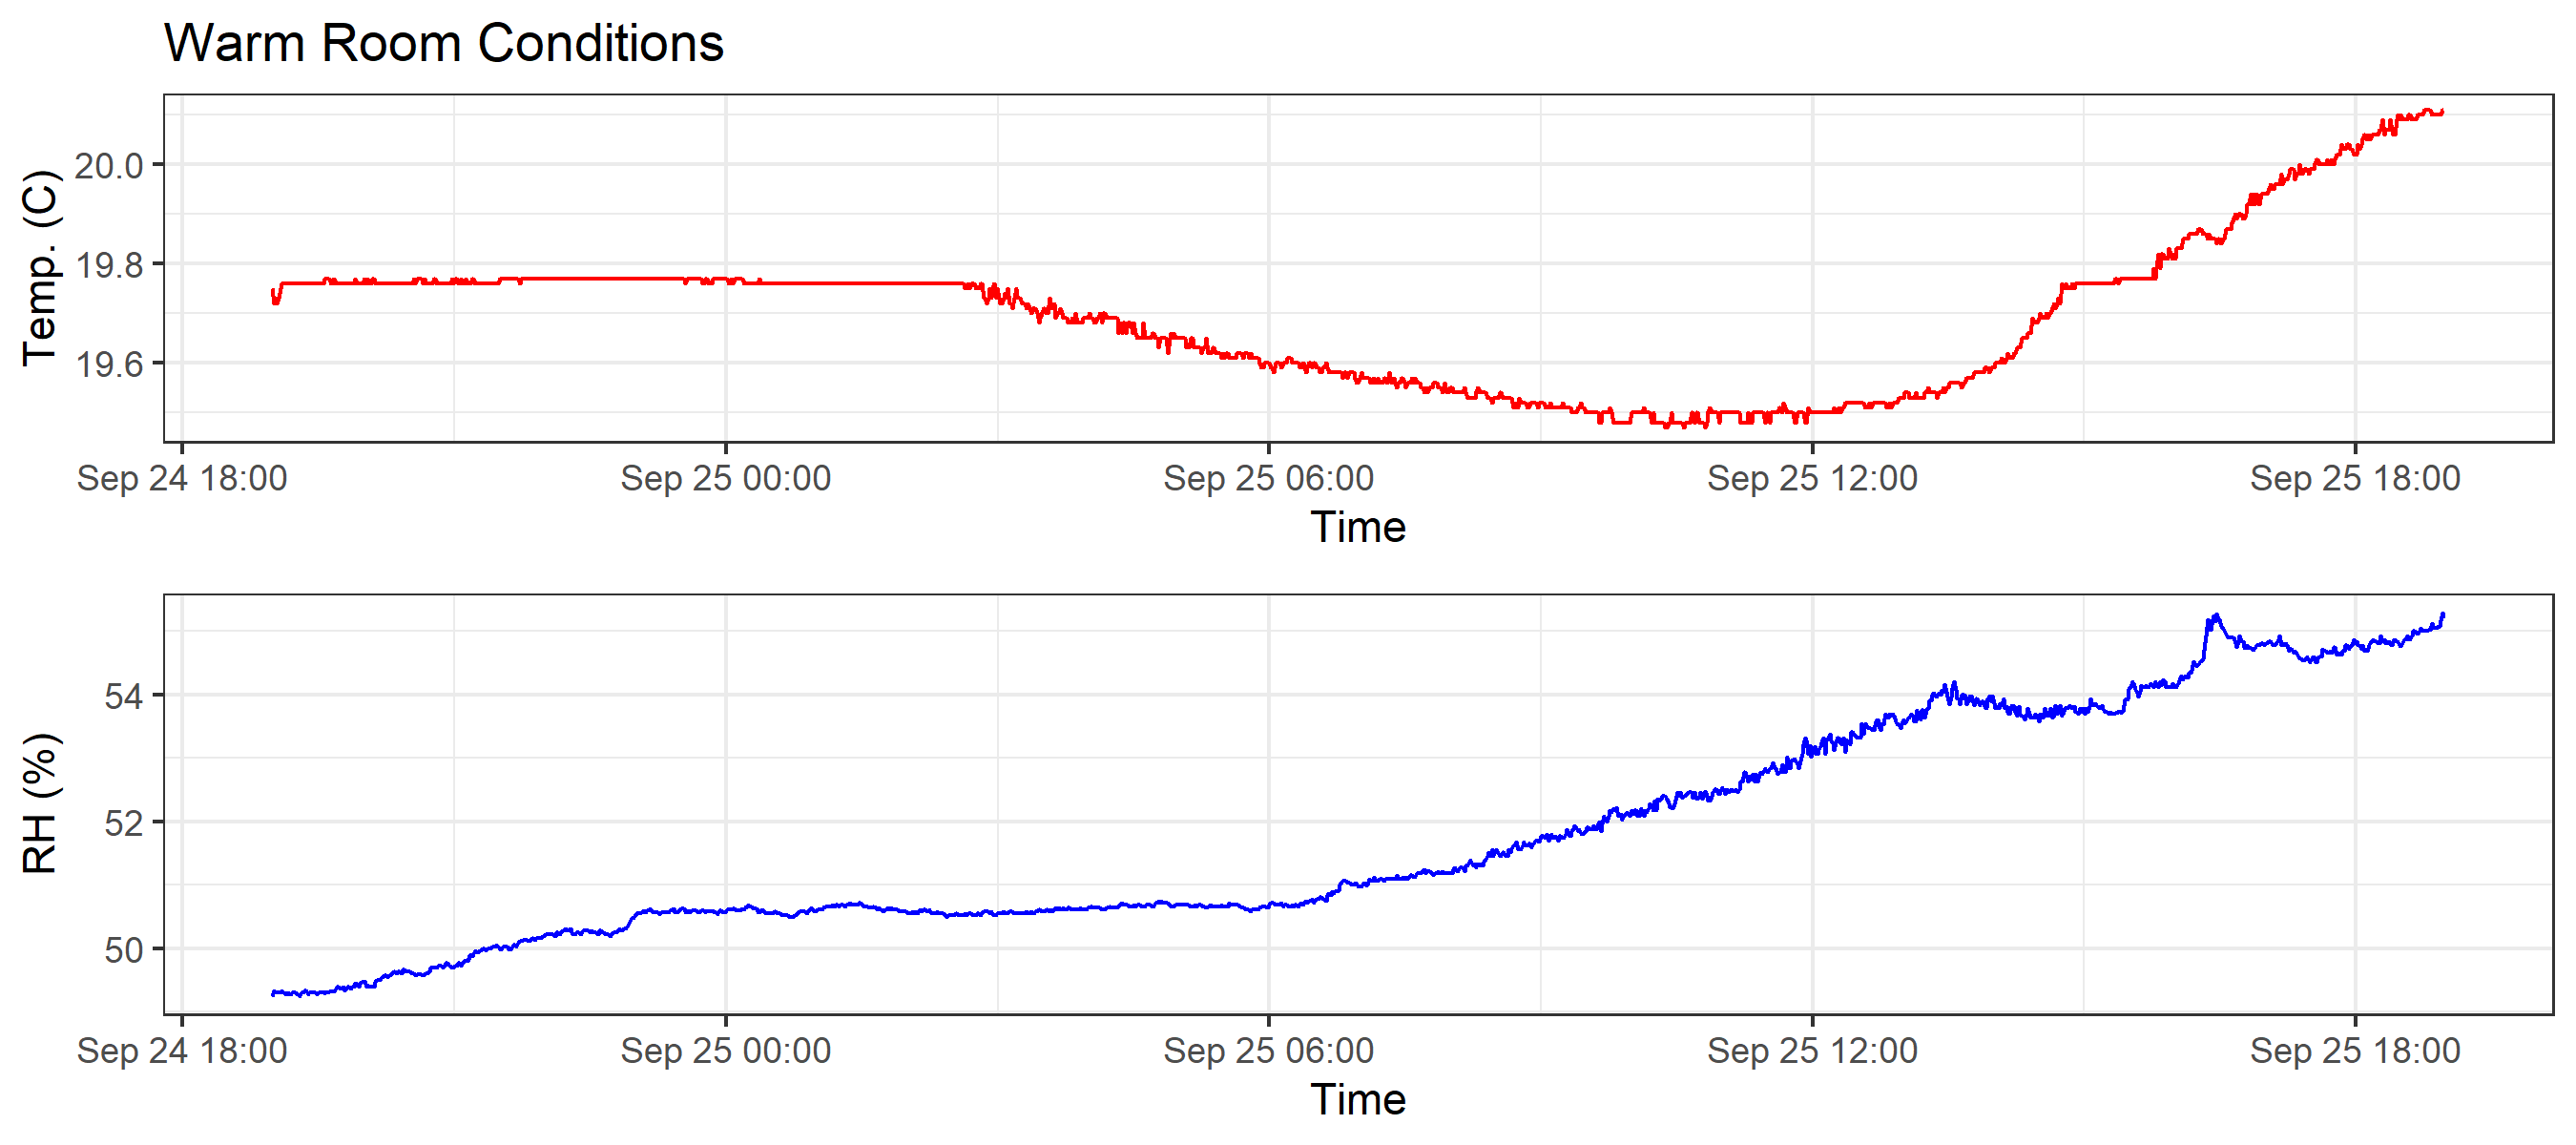 Warm Room Conditions
Temp. (C)
20.0
19.8
19.6
Sep 24 18:00 Sep 25 00:00 Sep 25 06:00 Sep 25 12:00 Sep 25 18:00
Time
RH (%)
54
52
50
Sep 24 18:00 Sep 25 00:00 Sep 25 06:00 Sep 25 12:00 Sep 25 18:00
Time